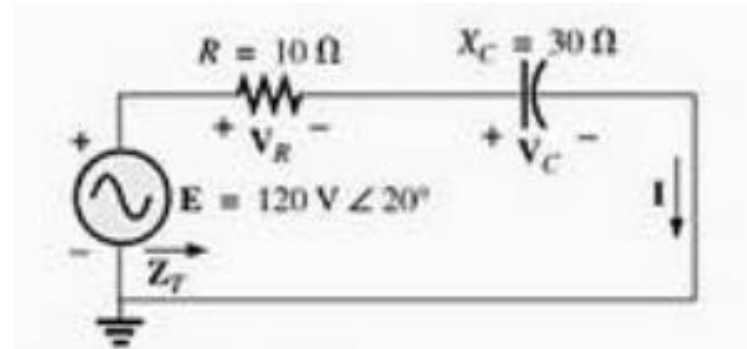 R = 10 Ω
X_C = 30 Ω
+ V_R −
+ V_C −
+
E = 120 V ∠ 20°
I
−
Z_T